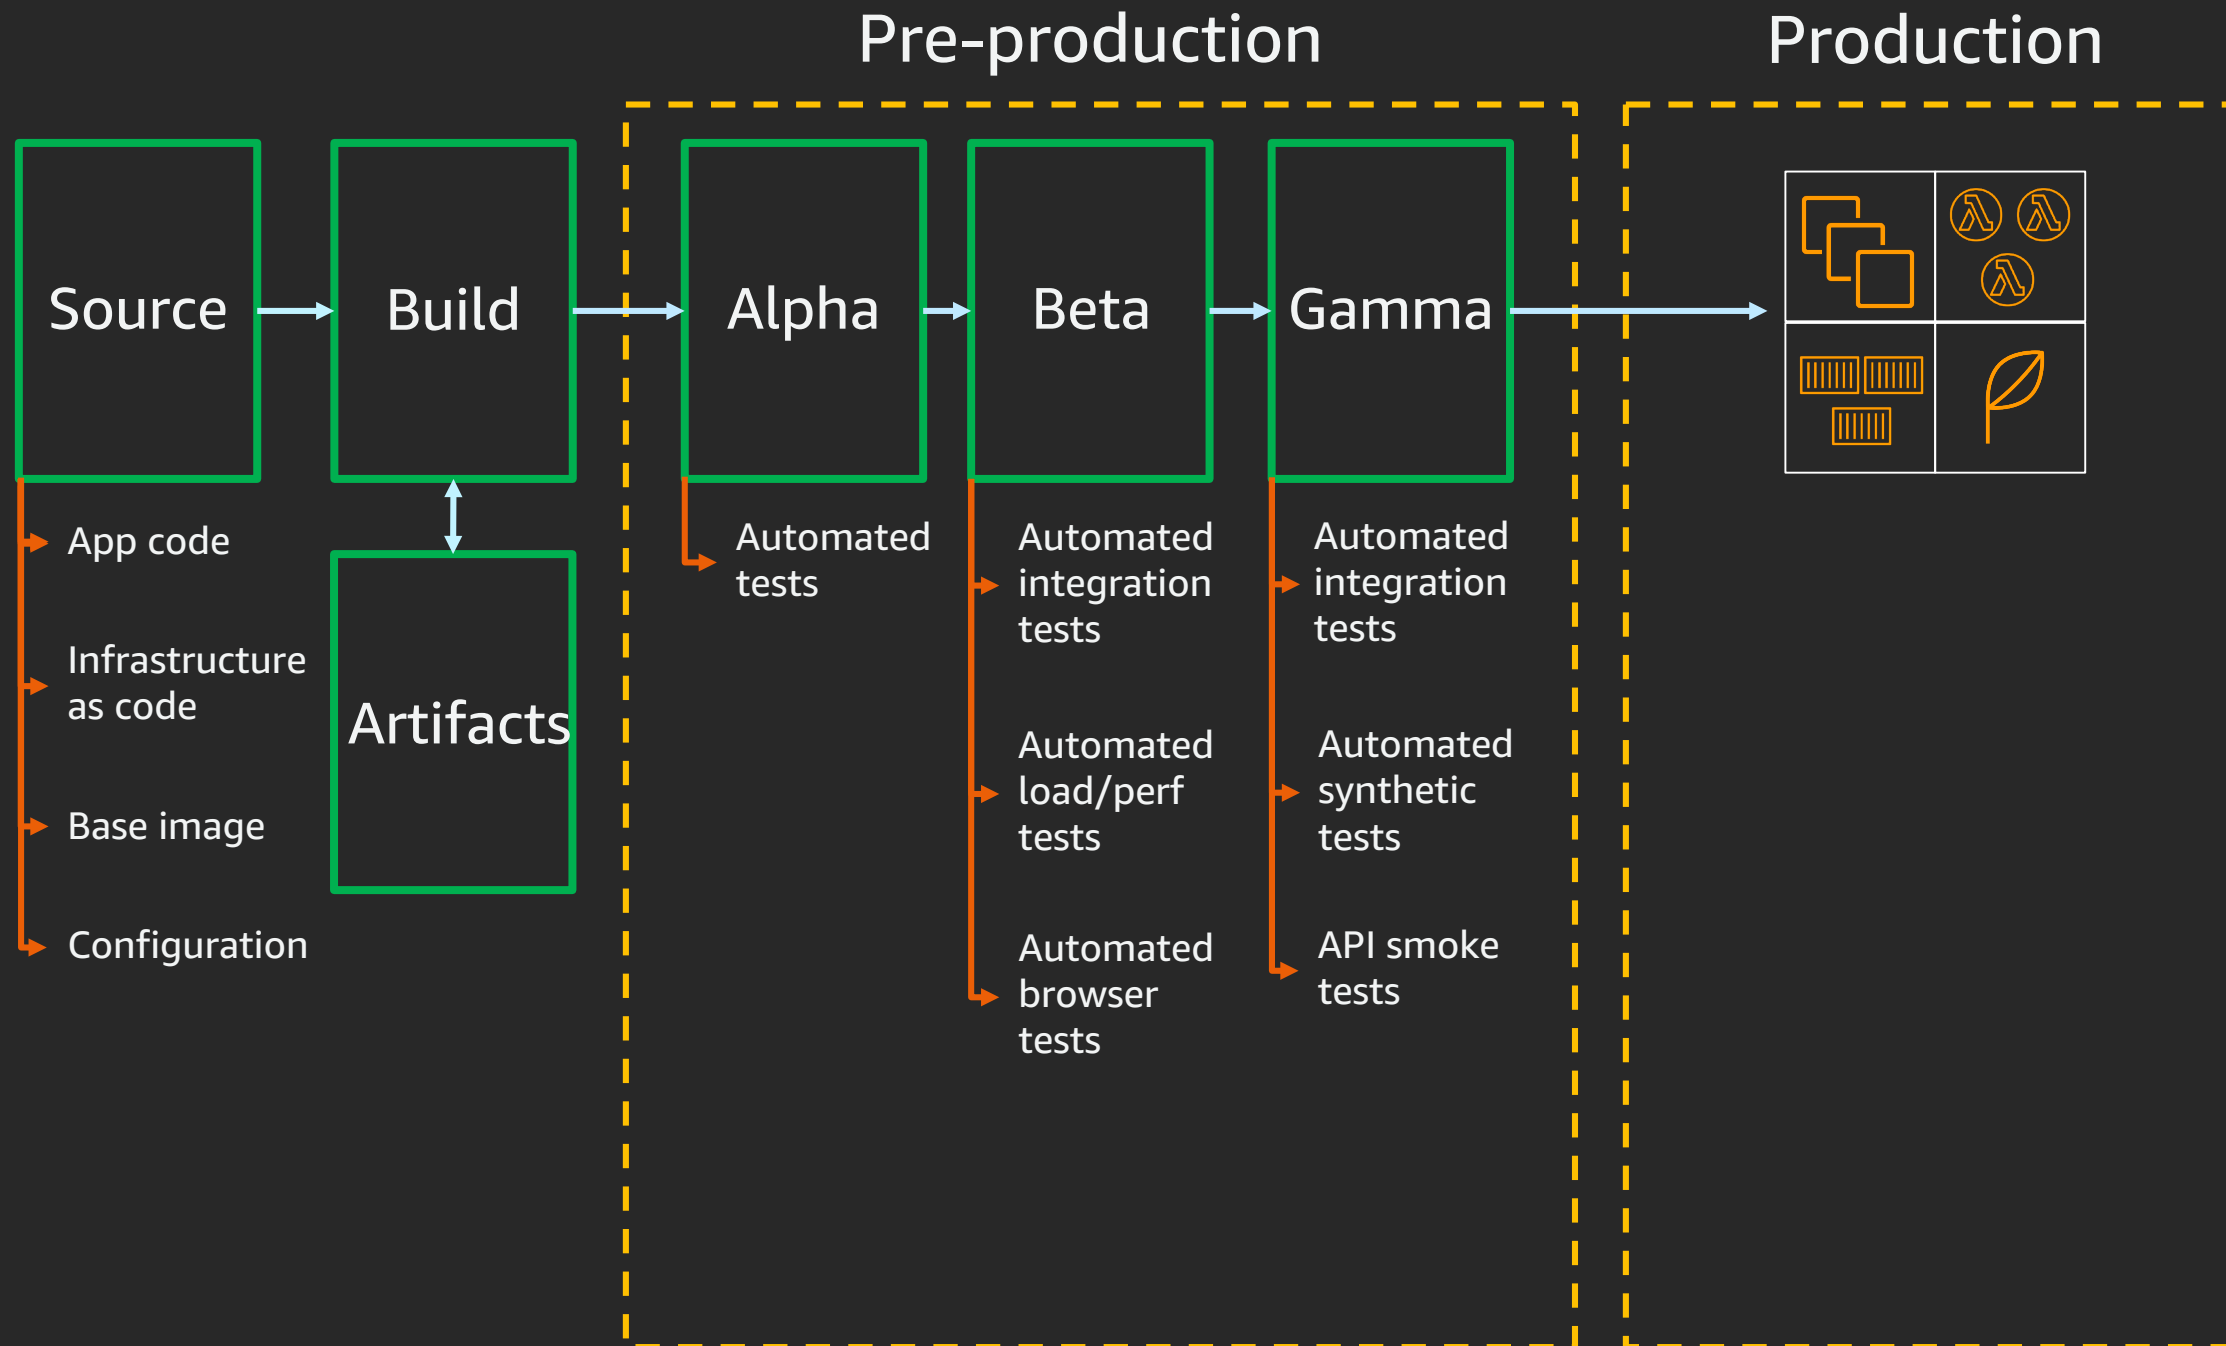 Pre-production
Production
Source
Build
Alpha
Beta
Gamma
App code
Infrastructure
as code
Base image
Configuration
Artifacts
Automated
tests
Automated
integration
tests
Automated
load/perf
tests
Automated
browser
tests
Automated
integration
tests
Automated
synthetic
tests
API smoke
tests